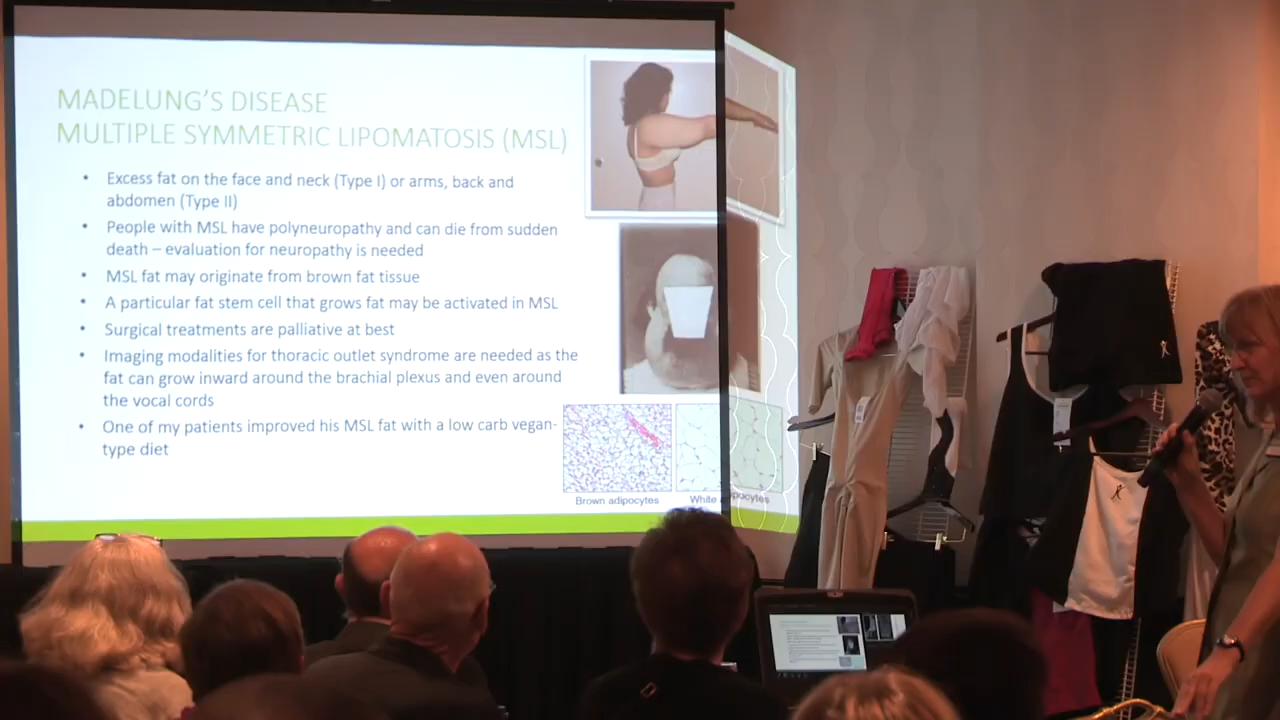 MADELUNG'S DISEASE
MULTIPLE SYMMETRIC LIPOMATOSIS (MSL)
• Excess fat on the face and neck (Type I) or arms, back and
abdomen (Type II)
• People with MSL have polyneuropathy and can die from sudden
death – evaluation for neuropathy is needed
• MSL fat may originate from brown fat tissue
• A particular fat stem cell that grows fat may be activated in MSL
• Surgical treatments are palliative at best
• Imaging modalities for thoracic outlet syndrome are needed as the
fat can grow inward around the brachial plexus and even around
the vocal cords
• One of my patients improved his MSL fat with a low carb vegan-
type diet
Brown adipocytes
White adipocytes